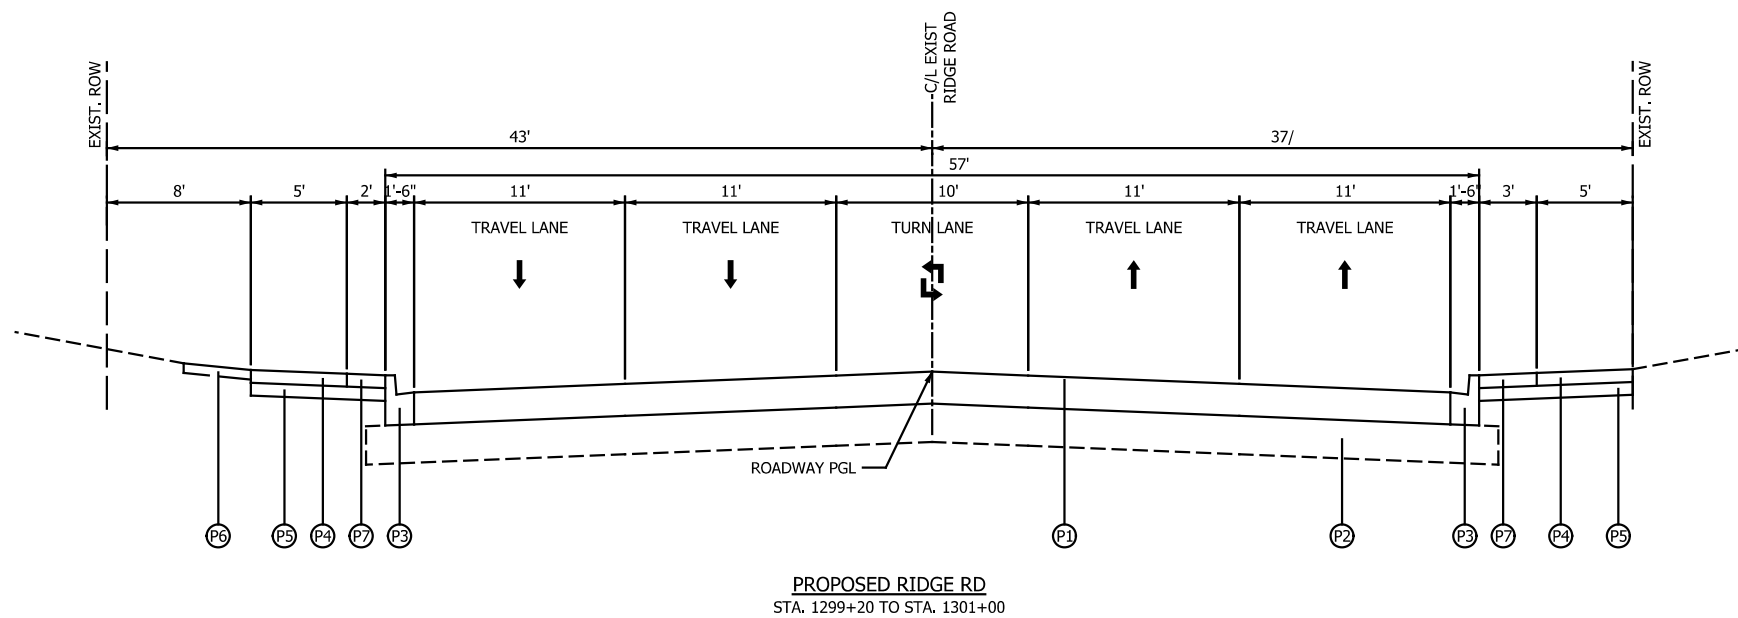 C/L EXIST
RIDGE ROAD
EXIST. ROW
EXIST. ROW
43' 37/
57'
8' 5' 2' 1'-6" 11' 11' 10' 11' 11' 1'-6" 3' 5'
TRAVEL LANE TRAVEL LANE TURN LANE TRAVEL LANE TRAVEL LANE
ROADWAY PGL
P6 P5 P4 P7 P3 P1 P2 P3 P7 P4 P5
PROPOSED RIDGE RD
STA. 1299+20 TO STA. 1301+00